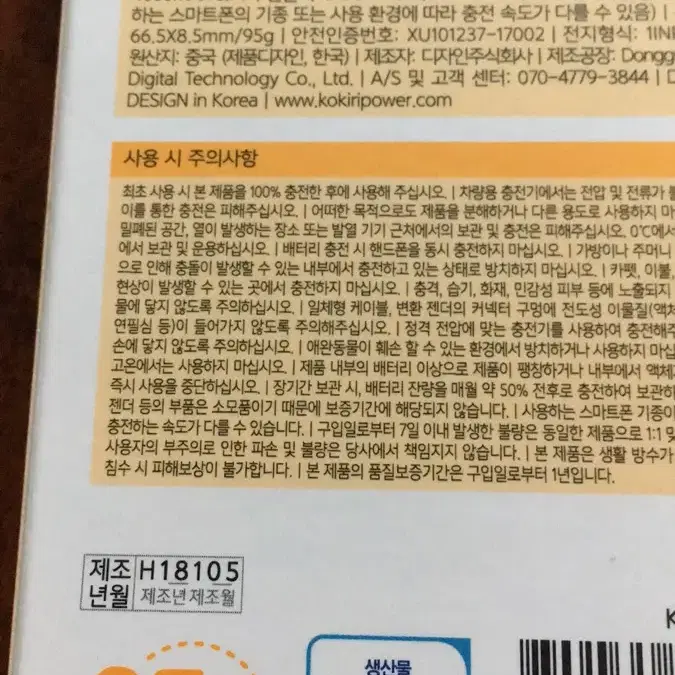 하는 스마트폰의 기종 또는 사용 환경에 따라 충전 속도가 다를 수 있음) |
66.5X8.5mm/95g | 안전인증번호: XU101237-17002 | 전지형식: 1INP
원산지: 중국 (제품디자인, 한국) | 제조자: 디자인주식회사 | 제조공장: Dongg
Digital Technology Co., Ltd. | A/S 및 고객 센터: 070-4779-3844 | D
DESIGN in Korea | www.kokiripower.com
사용 시 주의사항
최초 사용 시 본 제품을 100% 충전한 후에 사용해 주십시오. | 차량용 충전기에서는 전압 및 전류가 불
이를 통한 충전은 피해주십시오. | 어떠한 목적으로도 제품을 분해하거나 다른 용도로 사용하지 마
밀폐된 공간, 열이 발생하는 장소 또는 발열 기기 근처에서의 보관 및 충전은 피해주십시오. 0℃에서
에서 보관 및 운용하십시오. | 배터리 충전 시 핸드폰을 동시 충전하지 마십시오. | 가방이나 주머니
으로 인해 충돌이 발생할 수 있는 내부에서 충전하고 있는 상태로 방치하지 마십시오. | 카펫, 이불,
현상이 발생할 수 있는 곳에서 충전하지 마십시오. | 충격, 습기, 화재, 민감성 피부 등에 노출되지
물에 닿지 않도록 주의하십시오. | 일체형 케이블, 변환 젠더의 커넥터 구멍에 전도성 이물질(액체
연필심 등)이 들어가지 않도록 주의해주십시오. | 정격 전압에 맞는 충전기를 사용하여 충전해주
손에 닿지 않도록 주의하십시오. | 애완동물이 훼손 할 수 있는 환경에서 방치하거나 사용하지 마십
고온에서는 사용하지 마십시오. | 제품 내부의 배터리 이상으로 제품이 팽창하거나 내부에서 액체
즉시 사용을 중단하십시오. | 장기간 보관 시, 배터리 잔량을 매월 약 50% 전후로 충전하여 보관하
젠더 등의 부품은 소모품이기 때문에 보증기간에 해당되지 않습니다. | 사용하는 스마트폰 기종이
충전하는 속도가 다를 수 있습니다. | 구입일로부터 7일 이내 발생한 불량은 동일한 제품으로 1:1 맞
사용자의 부주의로 인한 파손 및 불량은 당사에서 책임지지 않습니다. | 본 제품은 생활 방수가
침수 시 피해보상이 불가합니다. | 본 제품의 품질보증기간은 구입일로부터 1년입니다.
제조년월
H18105
제조년 제조월
생산물
K